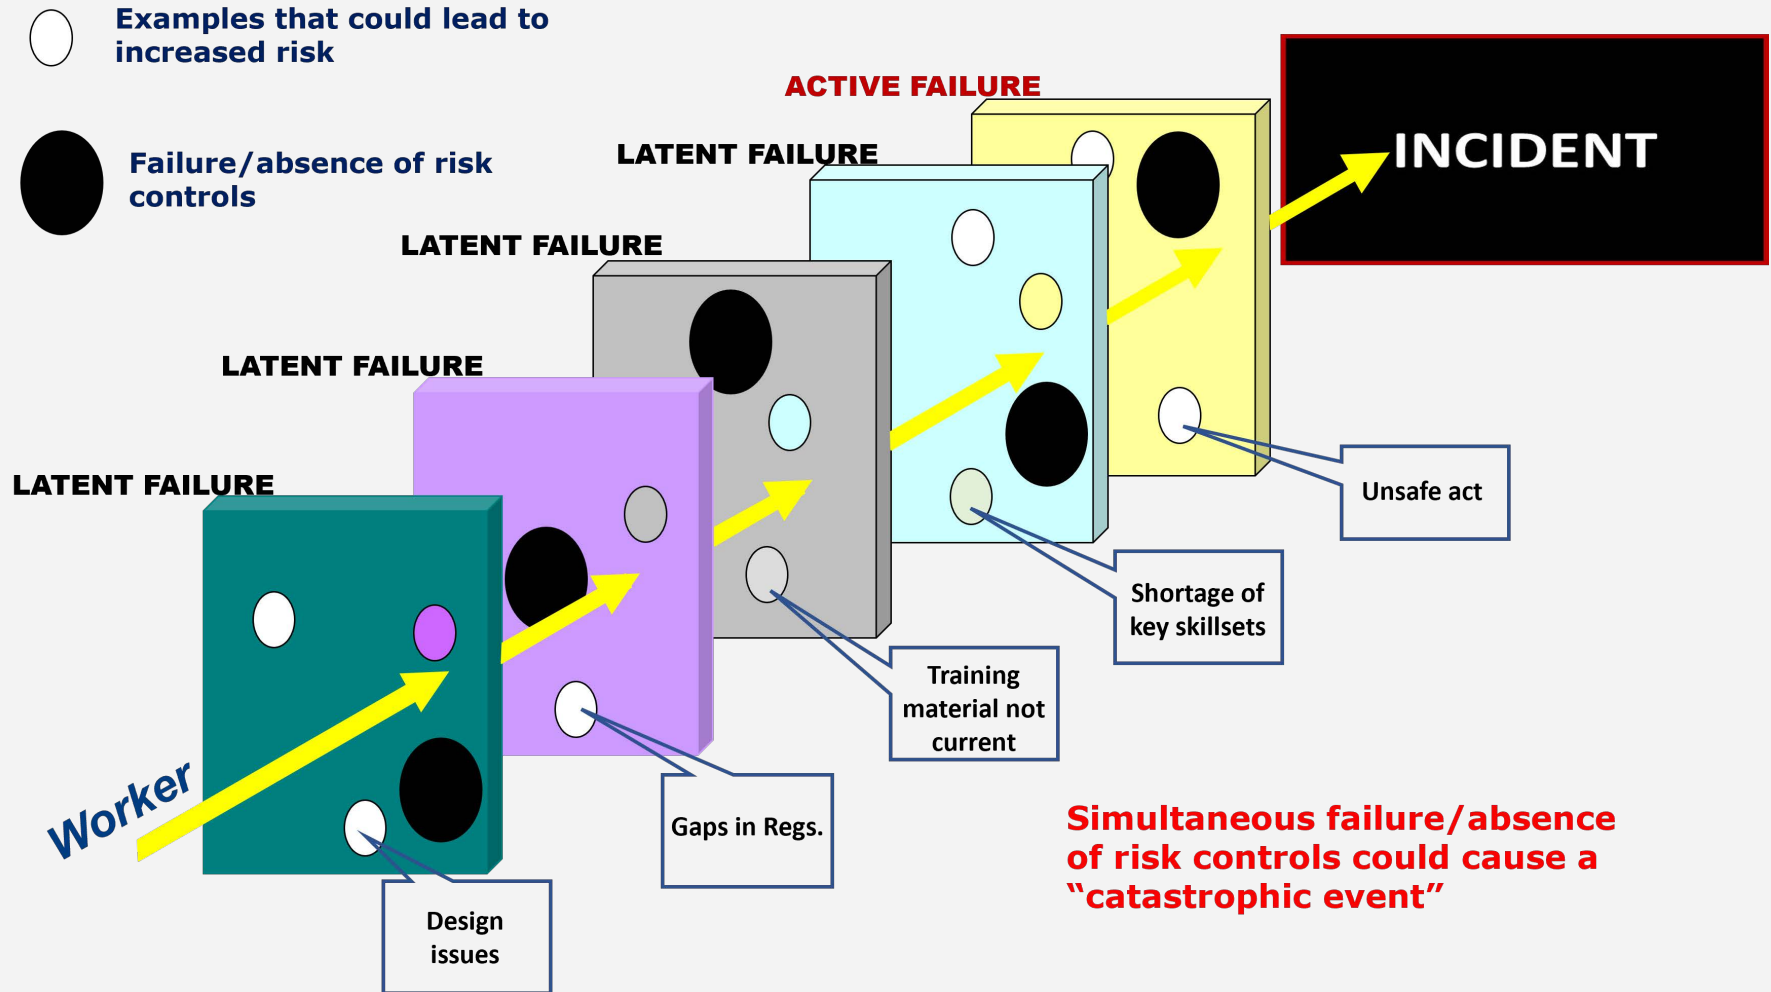 Examples that could lead to
increased risk
Failure/absence of risk
controls
ACTIVE FAILURE
LATENT FAILURE
LATENT FAILURE
LATENT FAILURE
LATENT FAILURE
INCIDENT
Worker
Unsafe act
Shortage of
key skillsets
Training
material not
current
Gaps in Regs.
Design
issues
Simultaneous failure/absence
of risk controls could cause a
“catastrophic event”